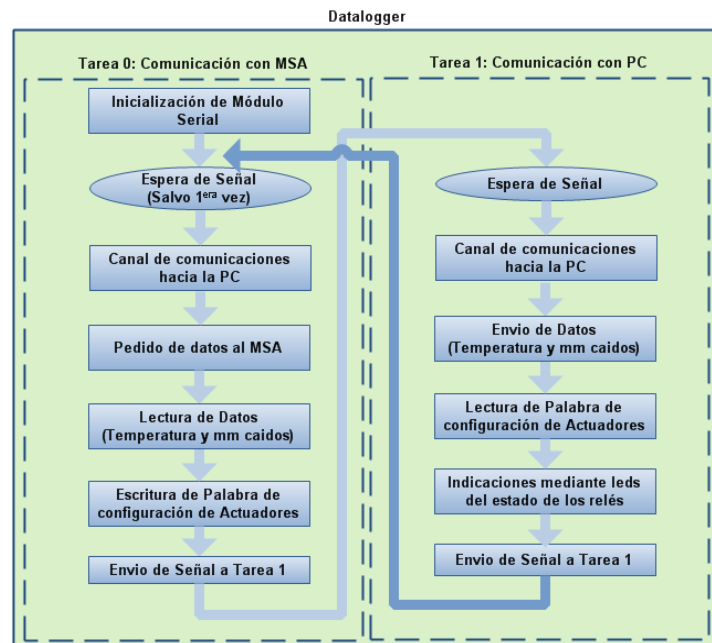 Datalogger
Tarea 0: Comunicación con MSA
Inicialización de Módulo
Serial
Espera de Señal
(Salvo 1era vez)
Canal de comunicaciones
hacia la PC
Pedido de datos al MSA
Lectura de Datos
(Temperatura y mm caidos)
Escritura de Palabra de
configuración de Actuadores
Envio de Señal a Tarea 1
Tarea 1: Comunicación con PC
Espera de Señal
Canal de comunicaciones
hacia la PC
Envio de Datos
(Temperatura y mm caidos)
Lectura de Palabra de
configuración de Actuadores
Indicaciones mediante leds
del estado de los relés
Envio de Señal a Tarea 1